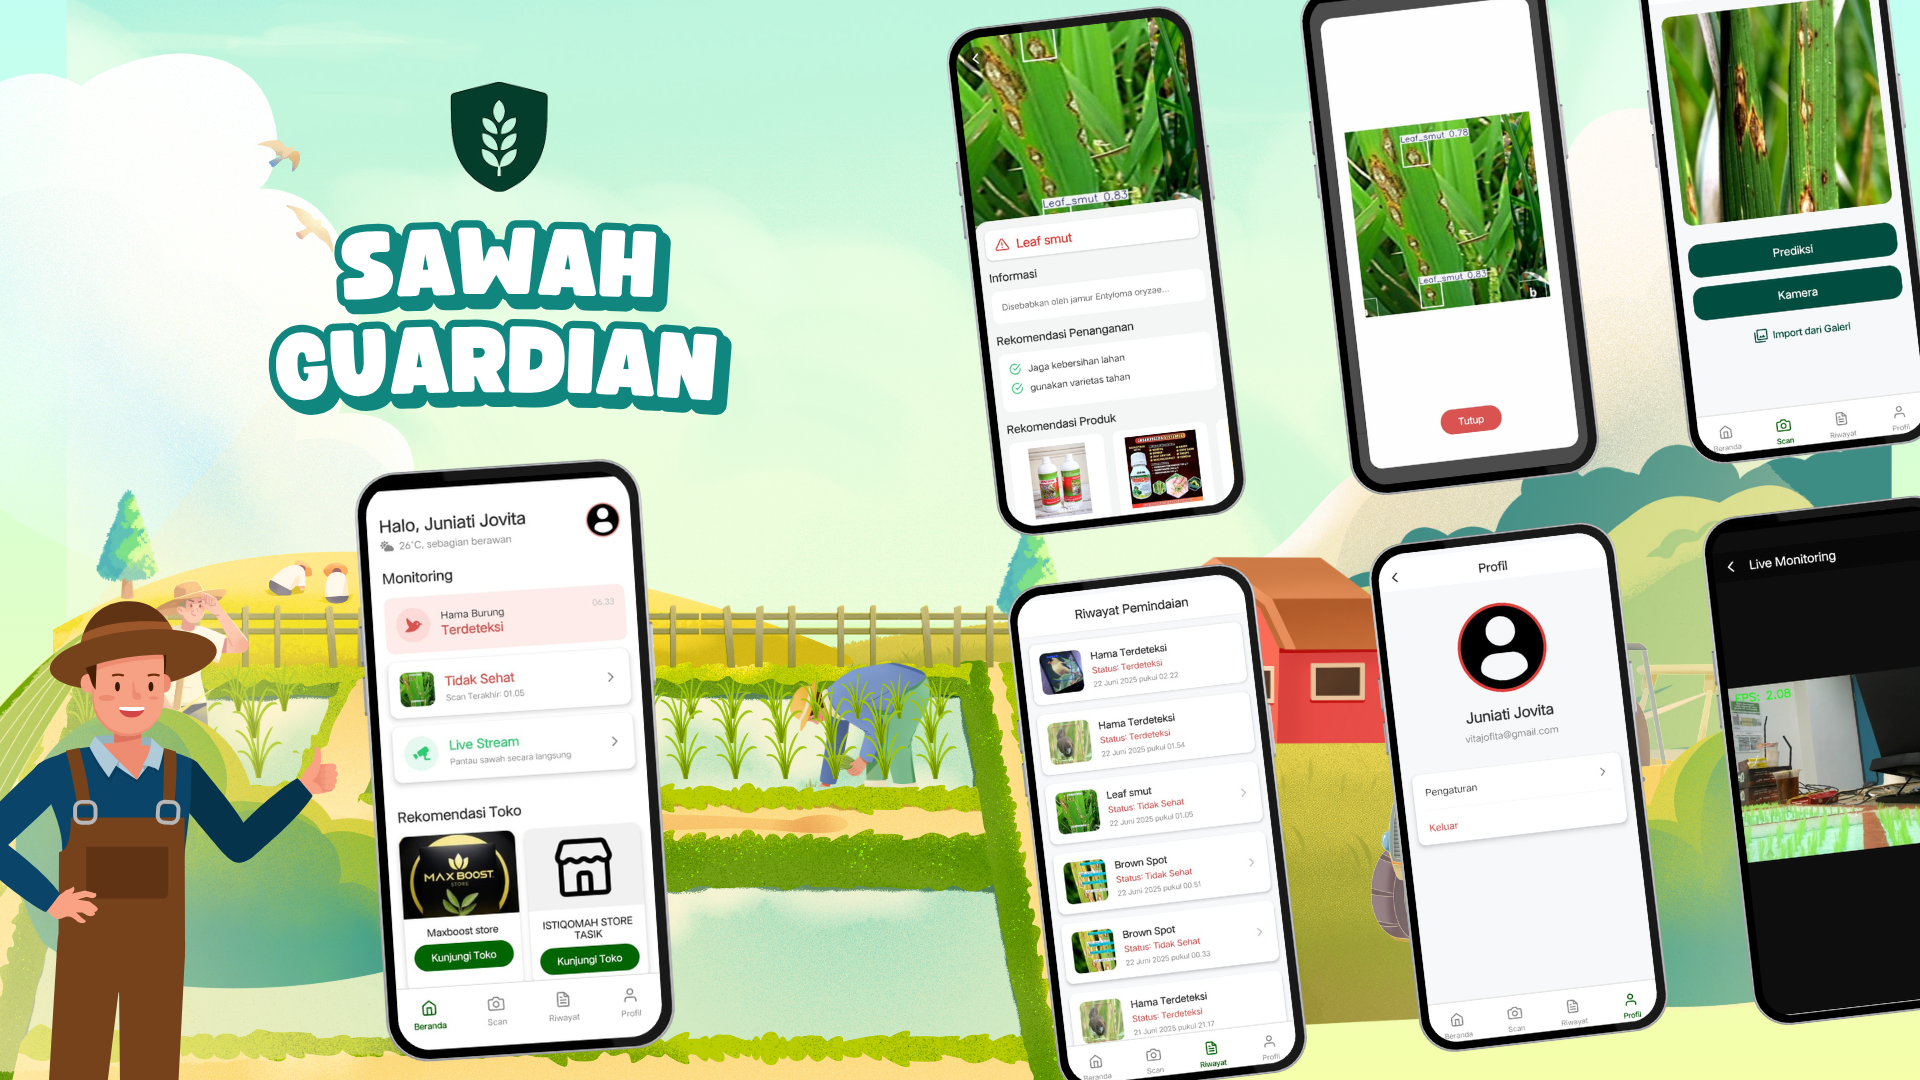 SAWAH
GUARDIAN
Halo, Juniati Jovita
26°C, sebagian berawan
Monitoring
Hama Burung
06.33
Terdeteksi
Tidak Sehat
Scan Terakhir: 01.05
Live Stream
Pantau sawah secara langsung
Rekomendasi Toko
MAXBOOST
STORE
Maxboost store
Kunjungi Toko
ISTIQOMAH STORE
TASIK
Kunjungi Toko
Beranda
Scan
Riwayat
Profil
Leaf_smut 0.83
Leaf smut
Informasi
Disebabkan oleh jamur Entyloma oryzae...
Rekomendasi Penanganan
Jaga kebersihan lahan
gunakan varietas tahan
Rekomendasi Produk
Leaf_smut 0.78
Leaf_smut 0.83
b
Tutup
Prediksi
Kamera
Import dari Galeri
Beranda
Scan
Riwayat
Profil
Riwayat Pemindaian
Hama Terdeteksi
Status: Terdeteksi
22 Juni 2025 pukul 02.22
Hama Terdeteksi
Status: Terdeteksi
22 Juni 2025 pukul 01.54
Leaf smut
Status: Tidak Sehat
22 Juni 2025 pukul 01.05
Brown Spot
Status: Tidak Sehat
22 Juni 2025 pukul 00.51
Brown Spot
Status: Tidak Sehat
22 Juni 2025 pukul 00.33
Hama Terdeteksi
Status: Terdeteksi
21 Juni 2025 pukul 21.17
Beranda
Scan
Riwayat
Profil
Profil
Juniati Jovita
vitajofita@gmail.com
Pengaturan
Keluar
Beranda
Scan
Riwayat
Profil
Live Monitoring
FPS: 2.08